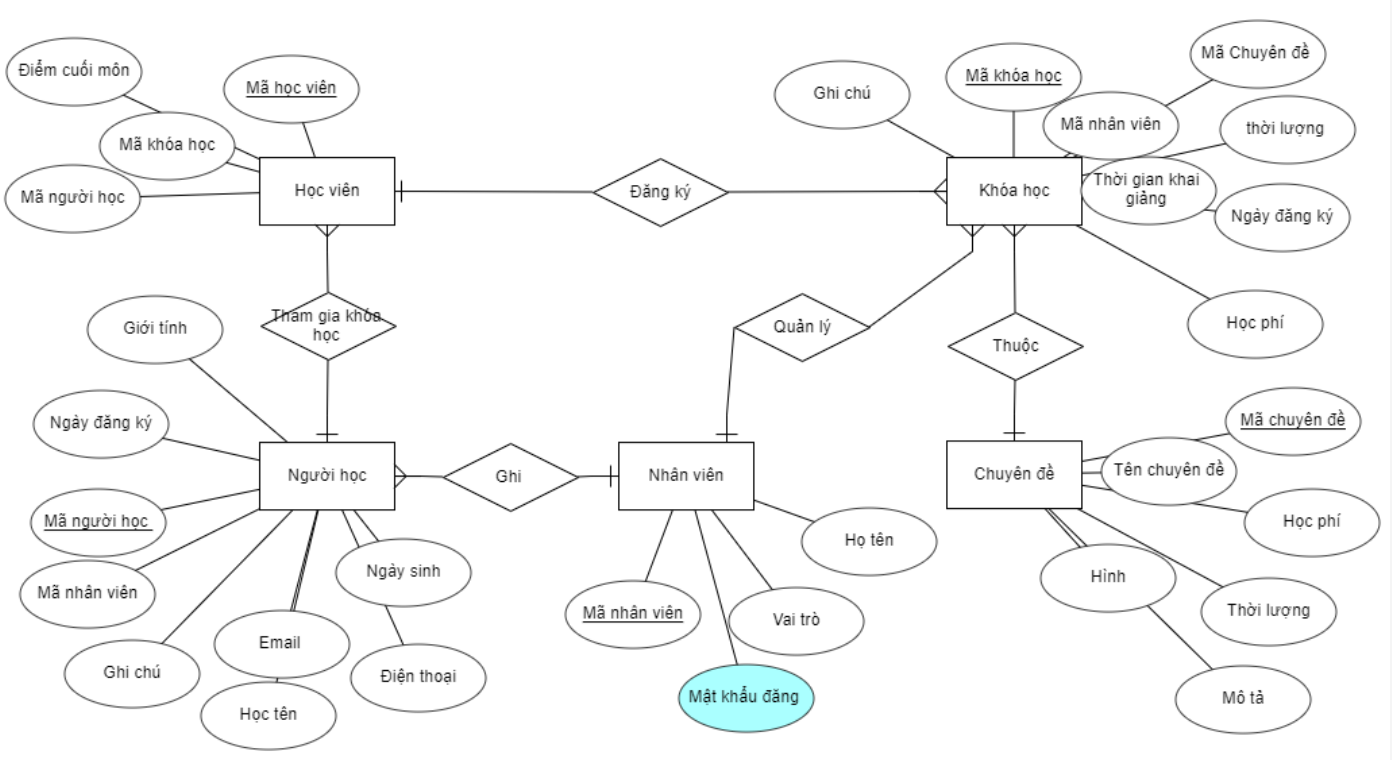 Điểm cuối môn
Mã học viên
Mã khóa học
Mã người học
Học viên
Đăng ký
Ghi chú
Mã khóa học
Mã Chuyên đề
Mã nhân viên
thời lượng
Khóa học
Thời gian khai
giảng
Ngày đăng ký
Học phí
Tham gia khóa
học
Quản lý
Thuộc
Giới tính
Ngày đăng ký
Người học
Ghi
Nhân viên
Chuyên đề
Mã chuyên đề
Tên chuyên đề
Học phí
Mã người học
Mã nhân viên
Ghi chú
Email
Học tên
Ngày sinh
Điện thoại
Họ tên
Mã nhân viên
Vai trò
Mật khẩu đăng
Hình
Thời lượng
Mô tả